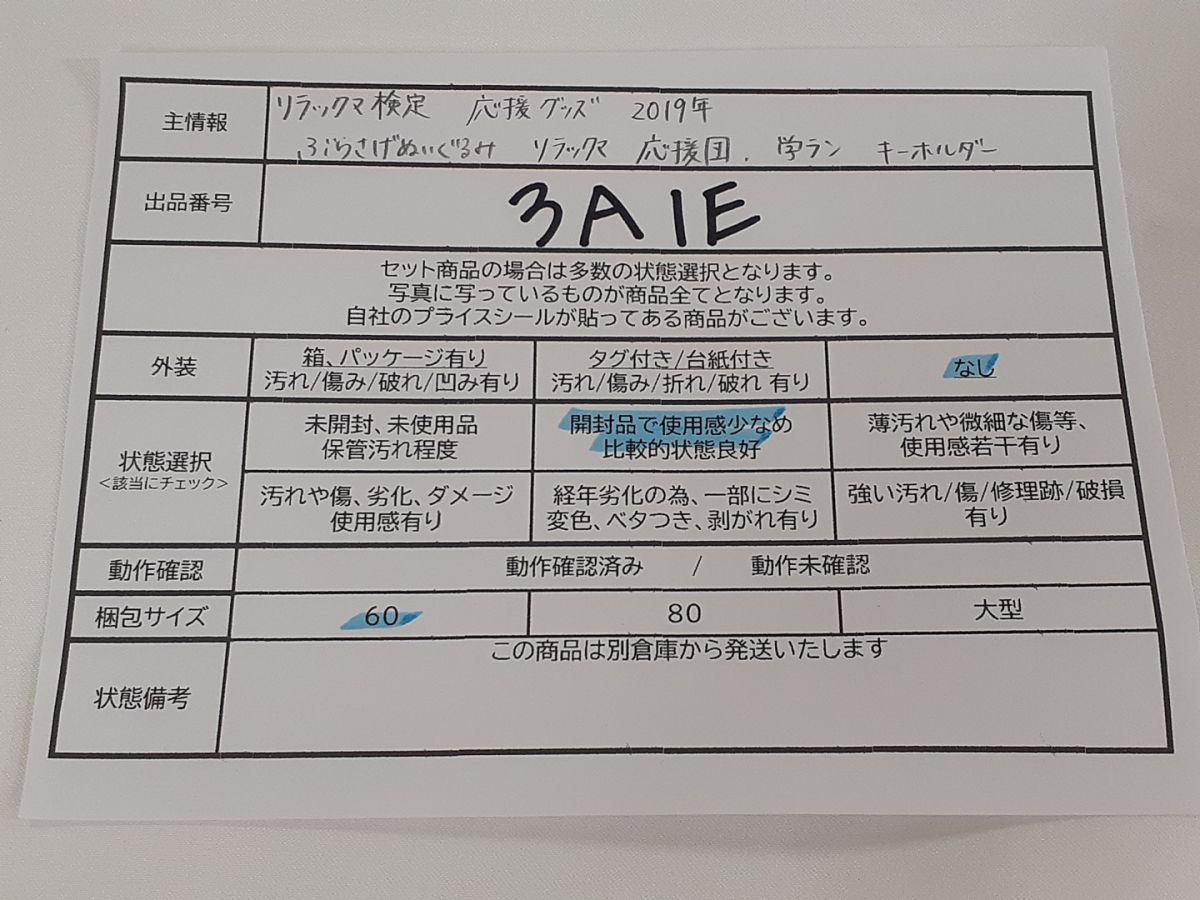 主情報
リラックマ検定 応援グッズ 2019年
ぶらさげぬいぐるみ リラックマ 応援団. 学ラン キーホルダー
出品番号
3A1E
セット商品の場合は多数の状態選択となります。
写真に写っているものが商品全てとなります。
自社のプライスシールが貼ってある商品がございます。
外装
箱、パッケージ有り
汚れ/傷み/破れ/凹み有り
タグ付き/台紙付き
汚れ/傷み/折れ/破れ 有り
なし
状態選択
<該当にチェック>
未開封、未使用品
保管汚れ程度
開封品で使用感少なめ
比較的状態良好
薄汚れや微細な傷等、
使用感若干有り
汚れや傷、劣化、ダメージ
使用感有り
経年劣化の為、一部にシミ
変色、ベタつき、剥がれ有り
強い汚れ/傷/修理跡/破損
有り
動作確認
動作確認済み / 動作未確認
梱包サイズ
60
80
大型
状態備考
この商品は別倉庫から発送いたします